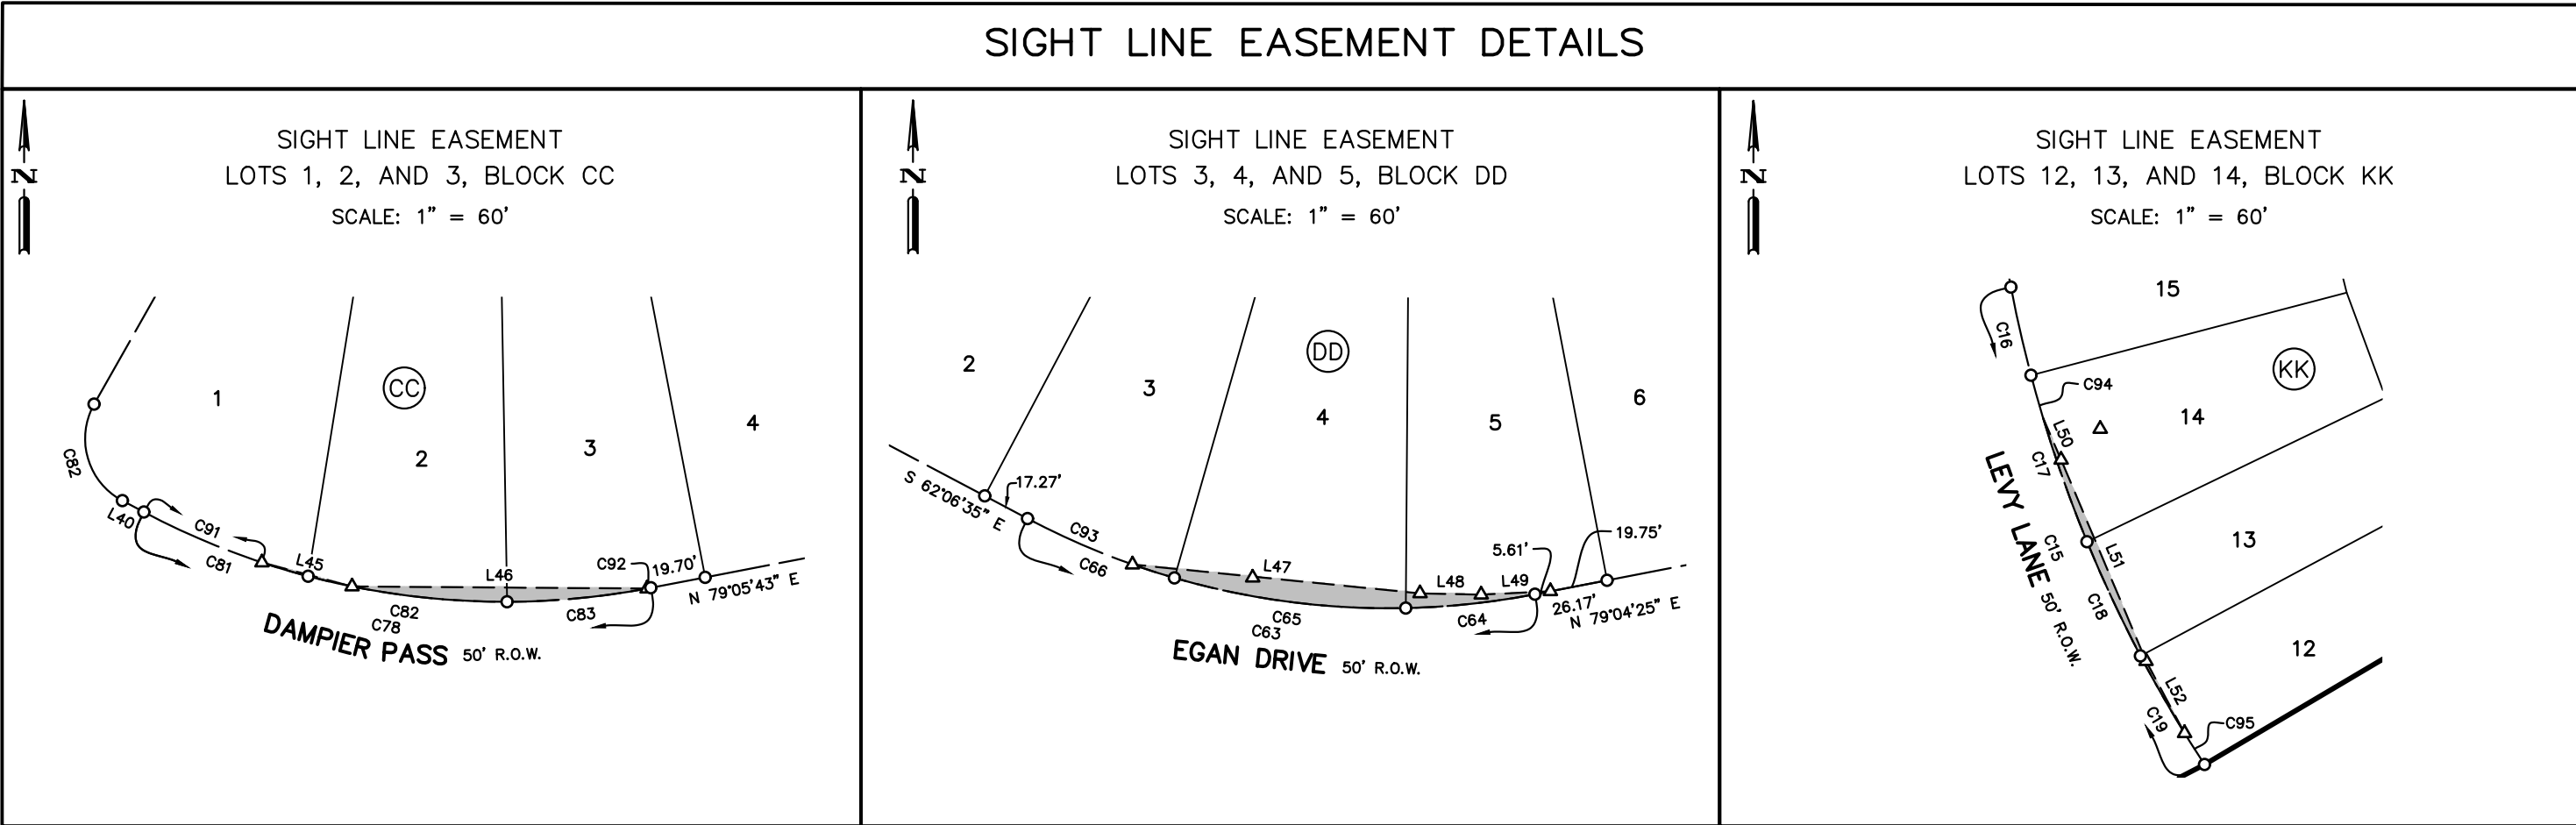 SIGHT LINE EASEMENT DETAILS
N
SIGHT LINE EASEMENT
LOTS 1, 2, AND 3, BLOCK CC
SCALE: 1" = 60'
1
CC
2
3
4
C82
L40
C91
C81
L45
L46
C92
19.70'
N 79°05'43" E
C82
C78
C83
DAMPIER PASS 50' R.O.W.
N
SIGHT LINE EASEMENT
LOTS 3, 4, AND 5, BLOCK DD
SCALE: 1" = 60'
2
3
DD
4
5
6
S 62°06'35" E
17.27'
C93
C66
L47
L48
L49
5.61'
19.75'
26.17'
N 79°04'25" E
C65
C63
C64
EGAN DRIVE 50' R.O.W.
N
SIGHT LINE EASEMENT
LOTS 12, 13, AND 14, BLOCK KK
SCALE: 1" = 60'
15
C16
KK
C94
14
L50
C17
13
C15
L51
C18
LEVY LANE 50' R.O.W.
12
L52
C19
C95